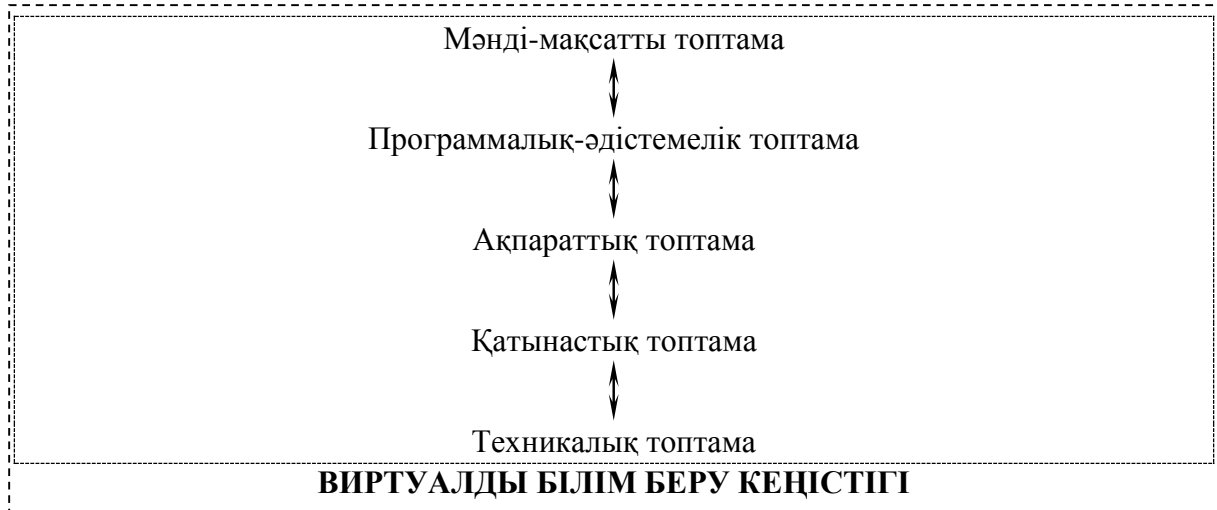 Мәнді-мақсатты топтама
Программалық-әдістемелік топтама
Ақпараттық топтама
Қатынастық топтама
Техникалық топтама
ВИРТУАЛДЫ БІЛІМ БЕРУ КЕҢІСТІГІ